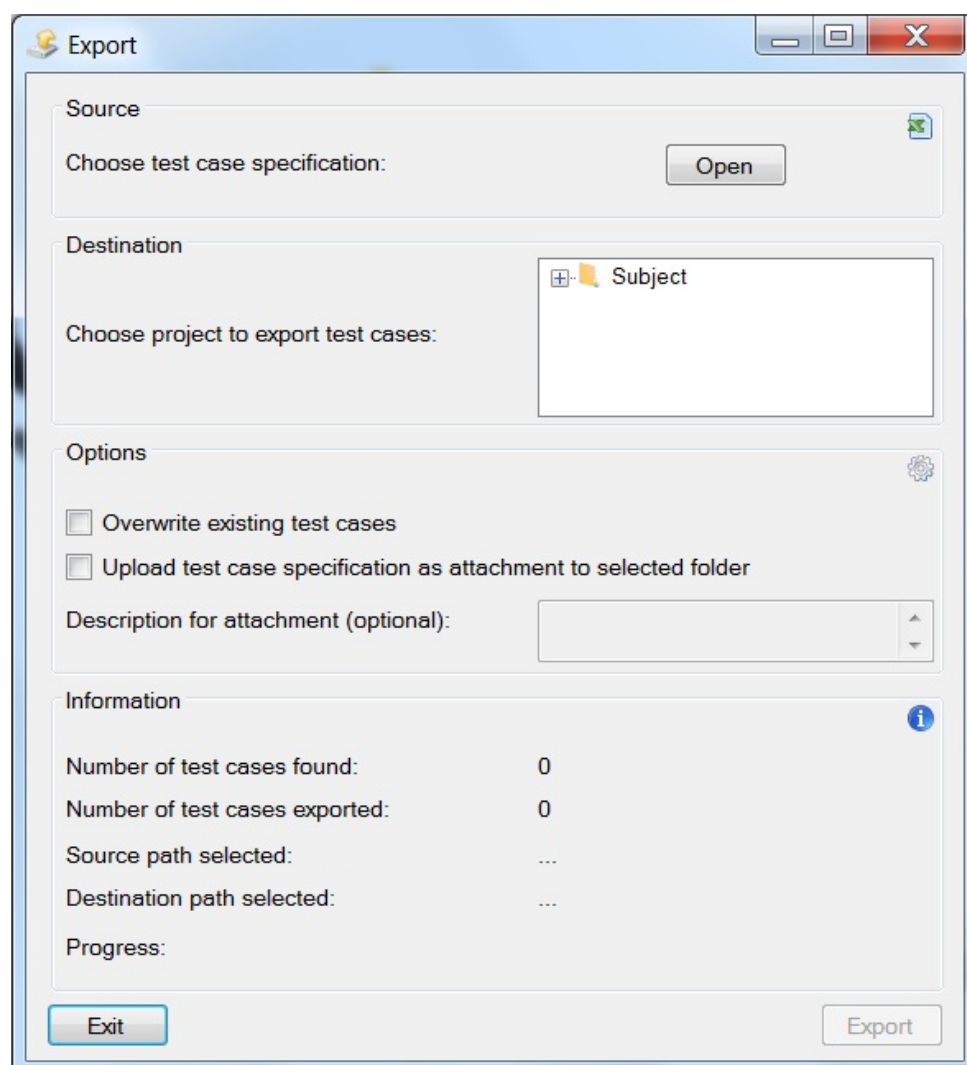 Export
Source
Choose test case specification:
Open
Destination
Subject
Choose project to export test cases:
Options
Overwrite existing test cases
Upload test case specification as attachment to selected folder
Description for attachment (optional):
Information
Number of test cases found: 0
Number of test cases exported: 0
Source path selected: ...
Destination path selected: ...
Progress:
Exit Export